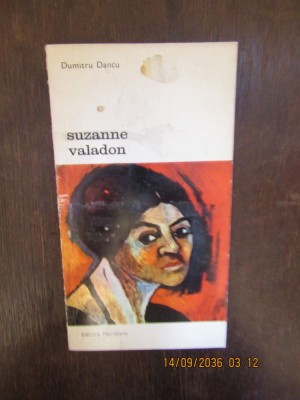 Dumitru Dancu
suzanne
valadon
Editura Meridiane
14/09/2036 03 12